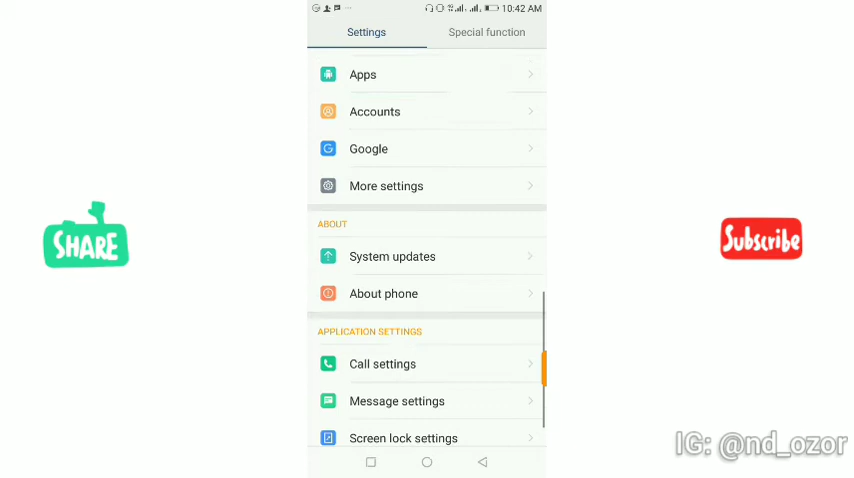 10:42 AM
Settings
Special function
Apps
Accounts
Google
More settings
ABOUT
System updates
About phone
APPLICATION SETTINGS
Call settings
Message settings
Screen lock settings
SHARE
Subscribe
IG: @nd_ozor